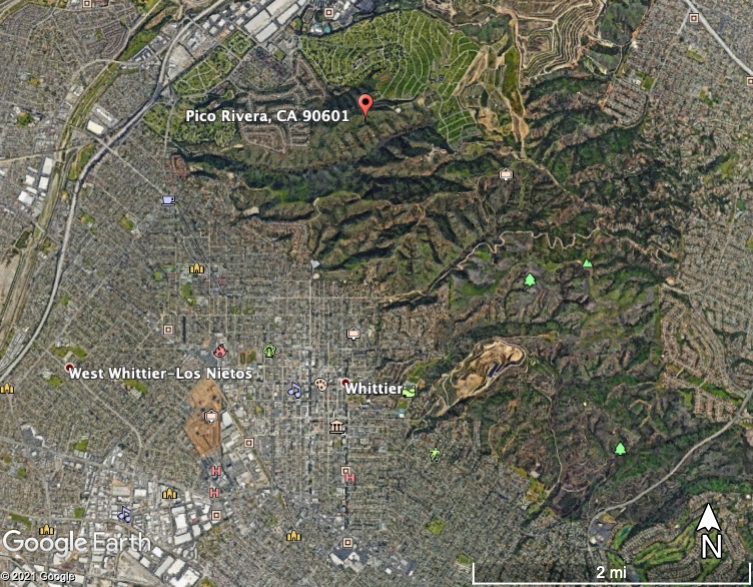 Pico Rivera, CA 90601
West Whittier-Los Nietos
Whittier
H
H
H
Google Earth
© 2021 Google
N
2 mi